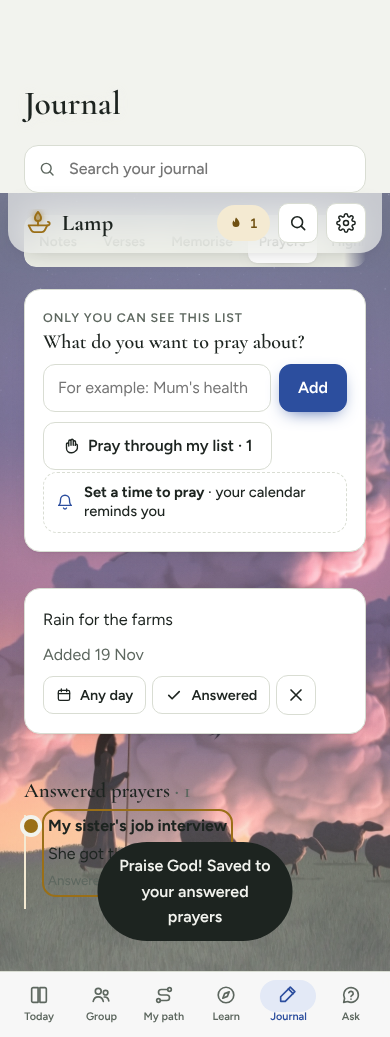 Journal
Search your journal
Lamp
1
Notes Verses Memorise Prayers
ONLY YOU CAN SEE THIS LIST
What do you want to pray about?
For example: Mum's health
Add
Pray through my list · 1
Set a time to pray · your calendar
reminds you
Rain for the farms
Added 19 Nov
Any day
Answered
Answered prayers · 1
My sister's job interview
She got
Praise God! Saved to
your answered
prayers
Today
Group
My path
Learn
Journal
Ask